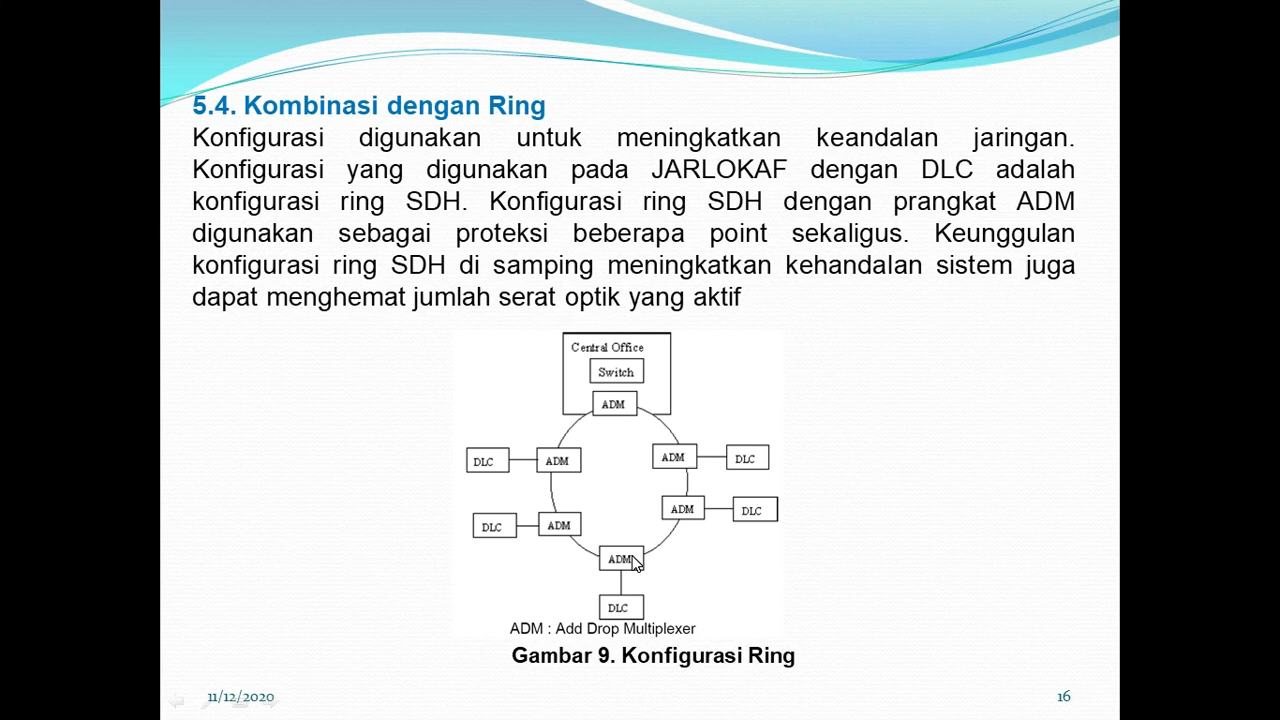 5.4. Kombinasi dengan Ring
Konfigurasi digunakan untuk meningkatkan keandalan jaringan.
Konfigurasi yang digunakan pada JARLOKAF dengan DLC adalah
konfigurasi ring SDH. Konfigurasi ring SDH dengan prangkat ADM
digunakan sebagai proteksi beberapa point sekaligus. Keunggulan
konfigurasi ring SDH di samping meningkatkan kehandalan sistem juga
dapat menghemat jumlah serat optik yang aktif
Central Office
Switch
ADM
DLC ADM ADM DLC
DLC ADM ADM DLC
ADM
DLC
ADM : Add Drop Multiplexer
Gambar 9. Konfigurasi Ring
11/12/2020 16